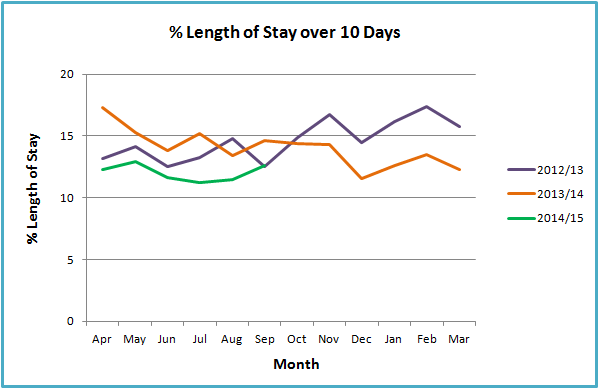 % Length of Stay over 10 Days
% Length of Stay
20
15
10
5
0
Apr May Jun Jul Aug Sep Oct Nov Dec Jan Feb Mar
Month
2012/13
2013/14
2014/15